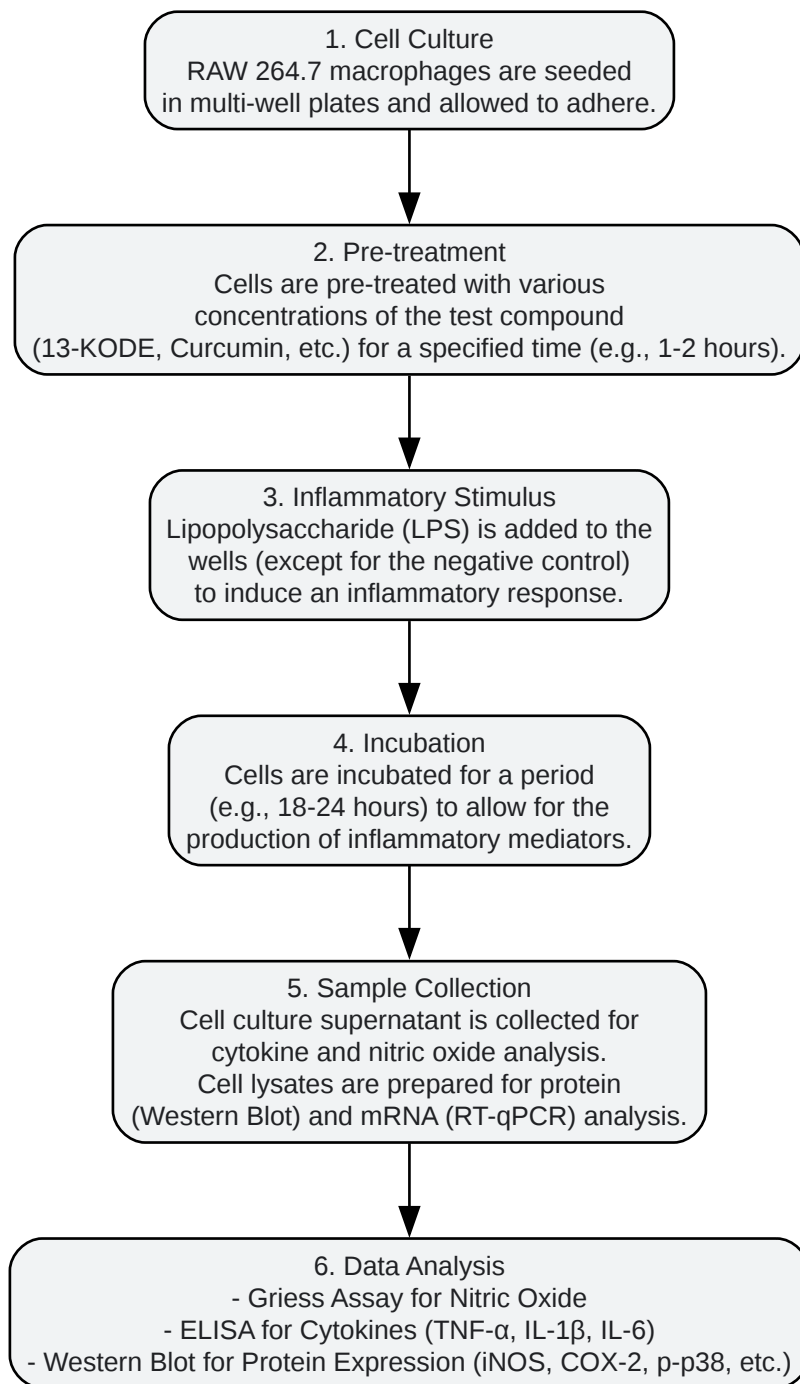 1. Cell Culture
RAW 264.7 macrophages are seeded
in multi-well plates and allowed to adhere.
2. Pre-treatment
Cells are pre-treated with various
concentrations of the test compound
(13-KODE, Curcumin, etc.) for a specified time (e.g., 1-2 hours).
3. Inflammatory Stimulus
Lipopolysaccharide (LPS) is added to the
wells (except for the negative control)
to induce an inflammatory response.
4. Incubation
Cells are incubated for a period
(e.g., 18-24 hours) to allow for the
production of inflammatory mediators.
5. Sample Collection
Cell culture supernatant is collected for
cytokine and nitric oxide analysis.
Cell lysates are prepared for protein
(Western Blot) and mRNA (RT-qPCR) analysis.
6. Data Analysis
- Griess Assay for Nitric Oxide
- ELISA for Cytokines (TNF-α, IL-1β, IL-6)
- Western Blot for Protein Expression (iNOS, COX-2, p-p38, etc.)